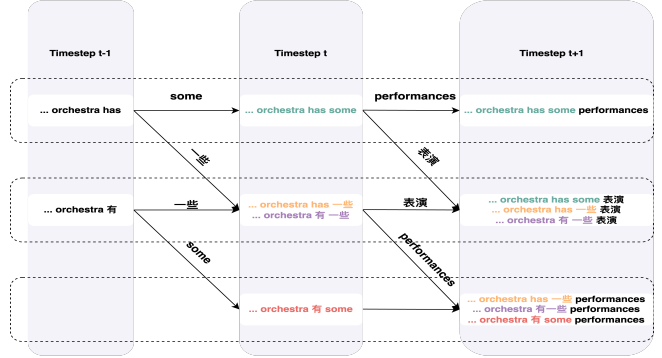 Timestep t-1
Timestep t
Timestep t+1
some
performances
... orchestra has
... orchestra has some
... orchestra has some performances
一些
表演
... orchestra 有
一些
... orchestra has 一些
... orchestra 有 一些
表演
... orchestra has some 表演
... orchestra has 一些 表演
... orchestra 有 一些 表演
some
performances
... orchestra 有 some
... orchestra has 一些 performances
... orchestra 有一些 performances
... orchestra 有 some performances